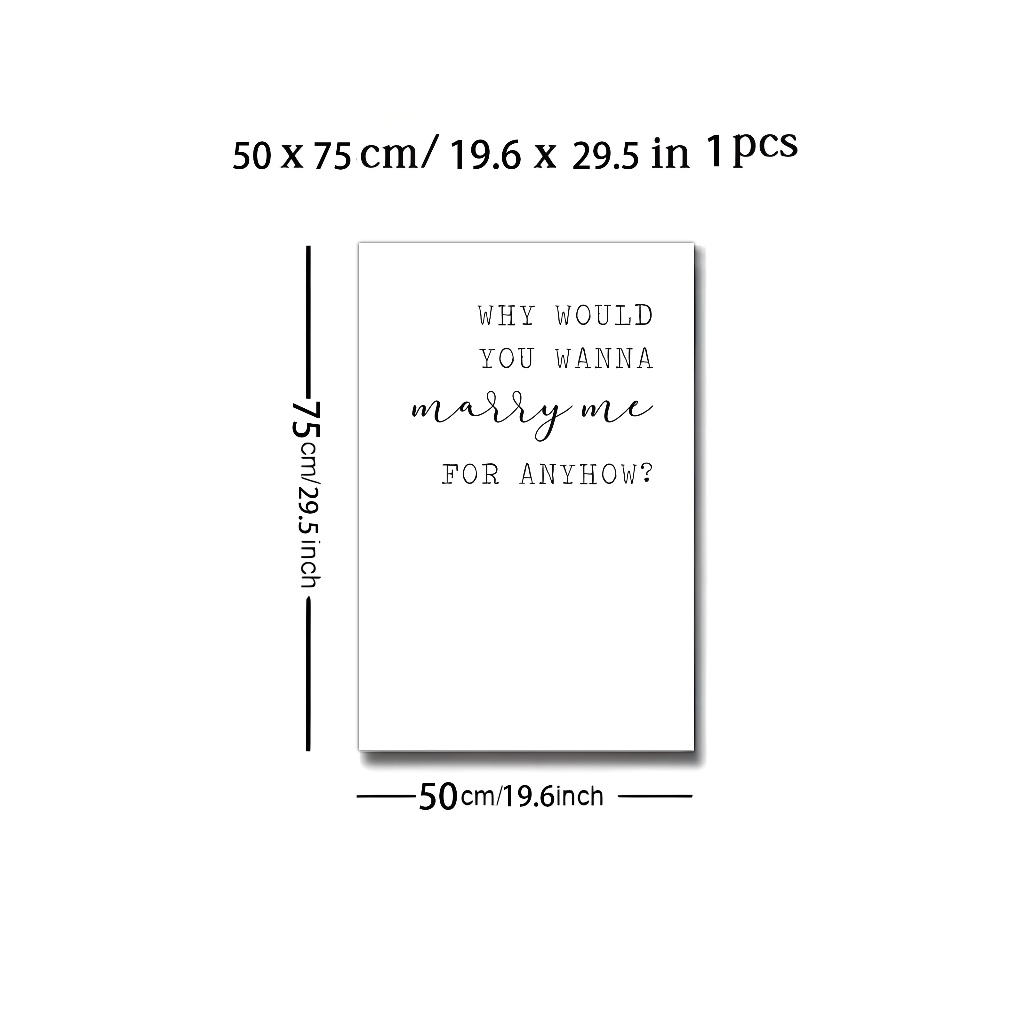 50 x 75 cm/ 19.6 x 29.5 in 1 pcs
WHY WOULD
YOU WANNA
marry me
FOR ANYHOW?
75cm/29.5inch
50cm/19.6inch